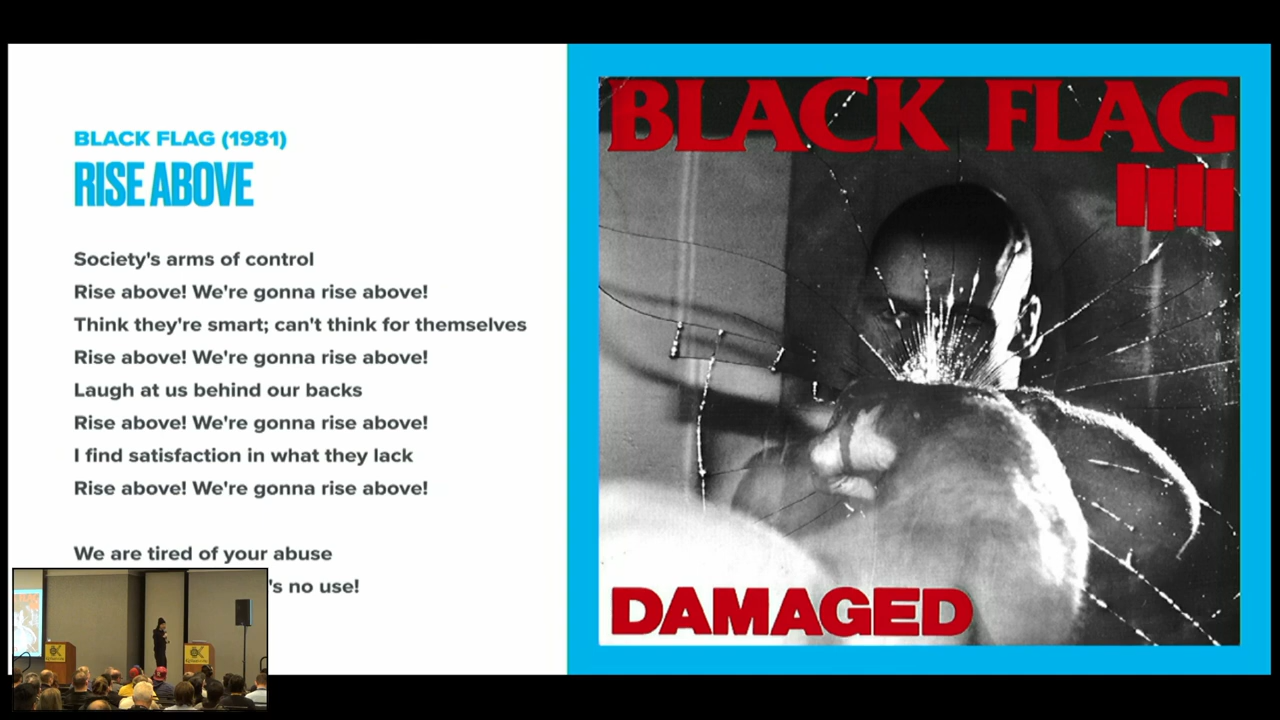 BLACK FLAG (1981)
RISE ABOVE
Society's arms of control
Rise above! We're gonna rise above!
Think they're smart; can't think for themselves
Rise above! We're gonna rise above!
Laugh at us behind our backs
Rise above! We're gonna rise above!
I find satisfaction in what they lack
Rise above! We're gonna rise above!
We are tired of your abuse
's no use!
BLACK FLAG
DAMAGED